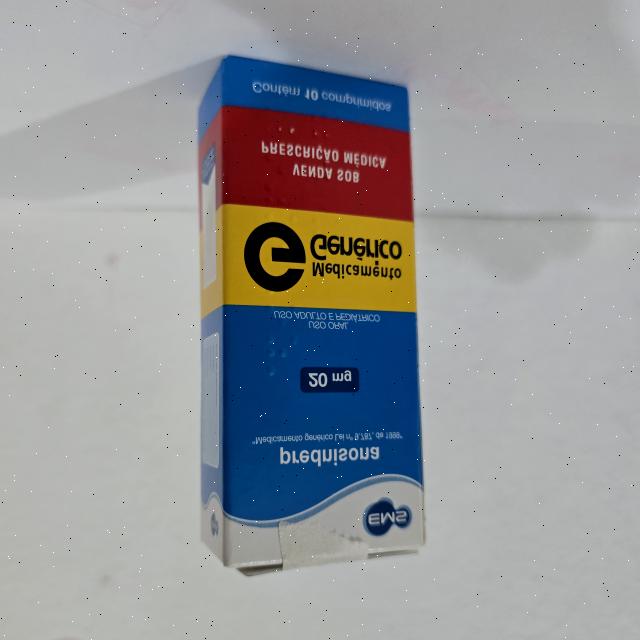 EMS
prednisona
"Medicamento genérico Lei nº 9.787, de 1999"
20 mg
USO ORAL
USO ADULTO E PEDIÁTRICO
Medicamento
Genérico
VENDA SOB
PRESCRIÇÃO MÉDICA
Contém 10 comprimidos